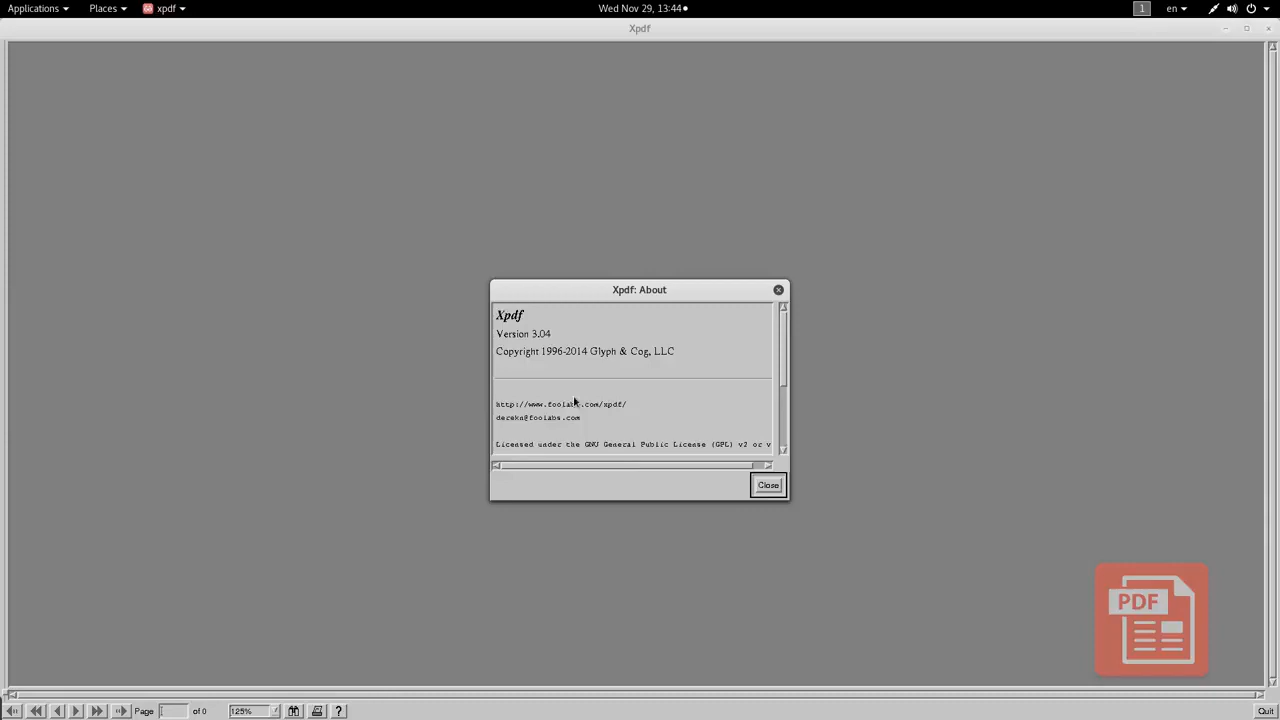 Applications Places xpdf Wed Nov 29, 13:44 1 en
Xpdf
Xpdf: About
Xpdf
Version 3.04
Copyright 1996-2014 Glyph & Cog, LLC
http://www.foolabs.com/xpdf/
derekn@foolabs.com
Licensed under the GNU General Public License (GPL) v2 or v
Close
PDF
Page of 0 125% ? Quit